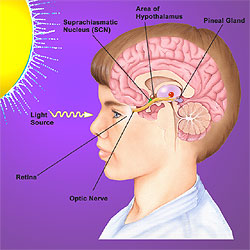 Suprachiasmatic
Nucleus (SCN)
Area of
Hypothalamus
Pineal Gland
Light
Source
Retina
Optic Nerve